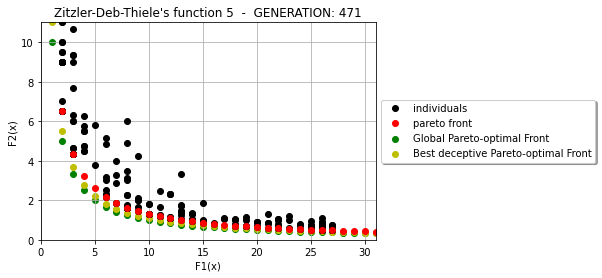 Zitzler-Deb-Thiele's function 5 - GENERATION: 471
F2(x)
10
8
6
4
2
0
0 5 10 15 20 25 30
F1(x)
individuals
pareto front
Global Pareto-optimal Front
Best deceptive Pareto-optimal Front